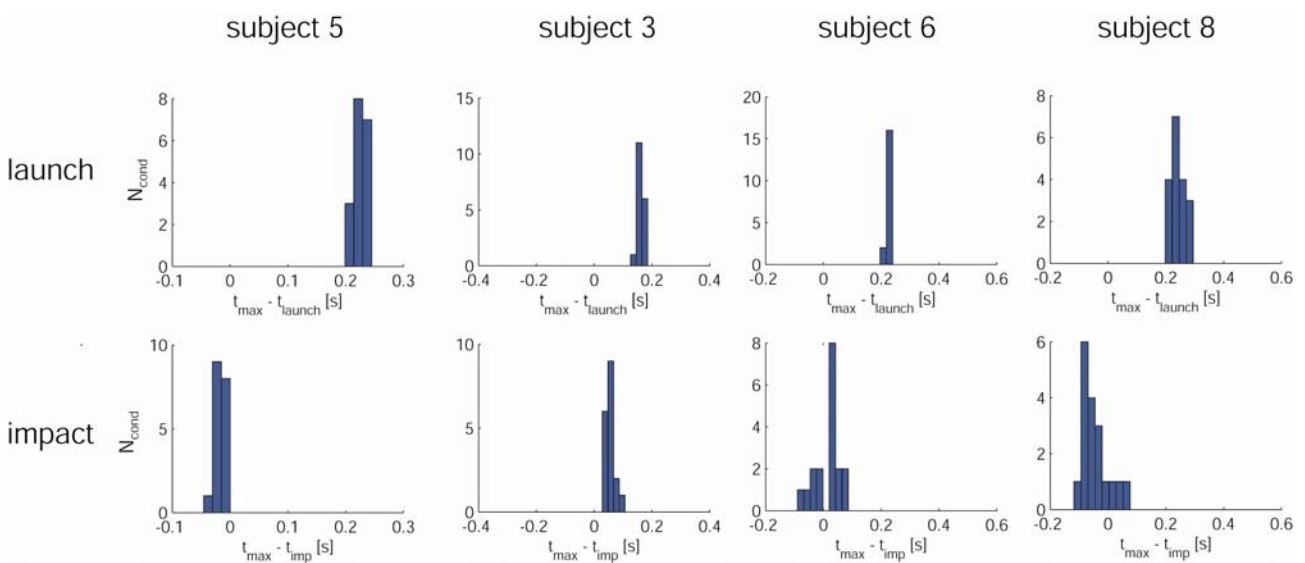 subject 5 subject 3 subject 6 subject 8
launch
N_cond
8 6 4 2 0
-0.1 0 0.1 0.2 0.3
t_max - t_launch [s]
15 10 5 0
-0.4 -0.2 0 0.2 0.4
t_max - t_launch [s]
20 15 10 5 0
-0.2 0 0.2 0.4 0.6
t_max - t_launch [s]
8 6 4 2 0
-0.2 0 0.2 0.4 0.6
t_max - t_launch [s]
impact
N_cond
10 5 0
-0.1 0 0.1 0.2 0.3
t_max - t_imp [s]
10 5 0
-0.4 -0.2 0 0.2 0.4
t_max - t_imp [s]
8 6 4 2 0
-0.2 0 0.2 0.4 0.6
t_max - t_imp [s]
6 4 2 0
-0.2 0 0.2 0.4 0.6
t_max - t_imp [s]